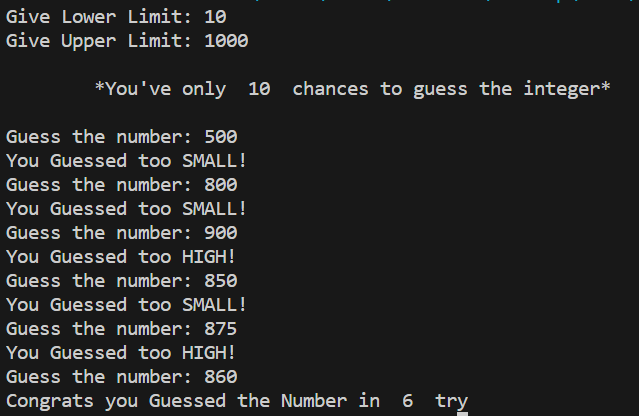 Give Lower Limit: 10
Give Upper Limit: 1000
*You've only  10  chances to guess the integer*
Guess the number: 500
You Guessed too SMALL!
Guess the number: 800
You Guessed too SMALL!
Guess the number: 900
You Guessed too HIGH!
Guess the number: 850
You Guessed too SMALL!
Guess the number: 875
You Guessed too HIGH!
Guess the number: 860
Congrats you Guessed the Number in  6  try